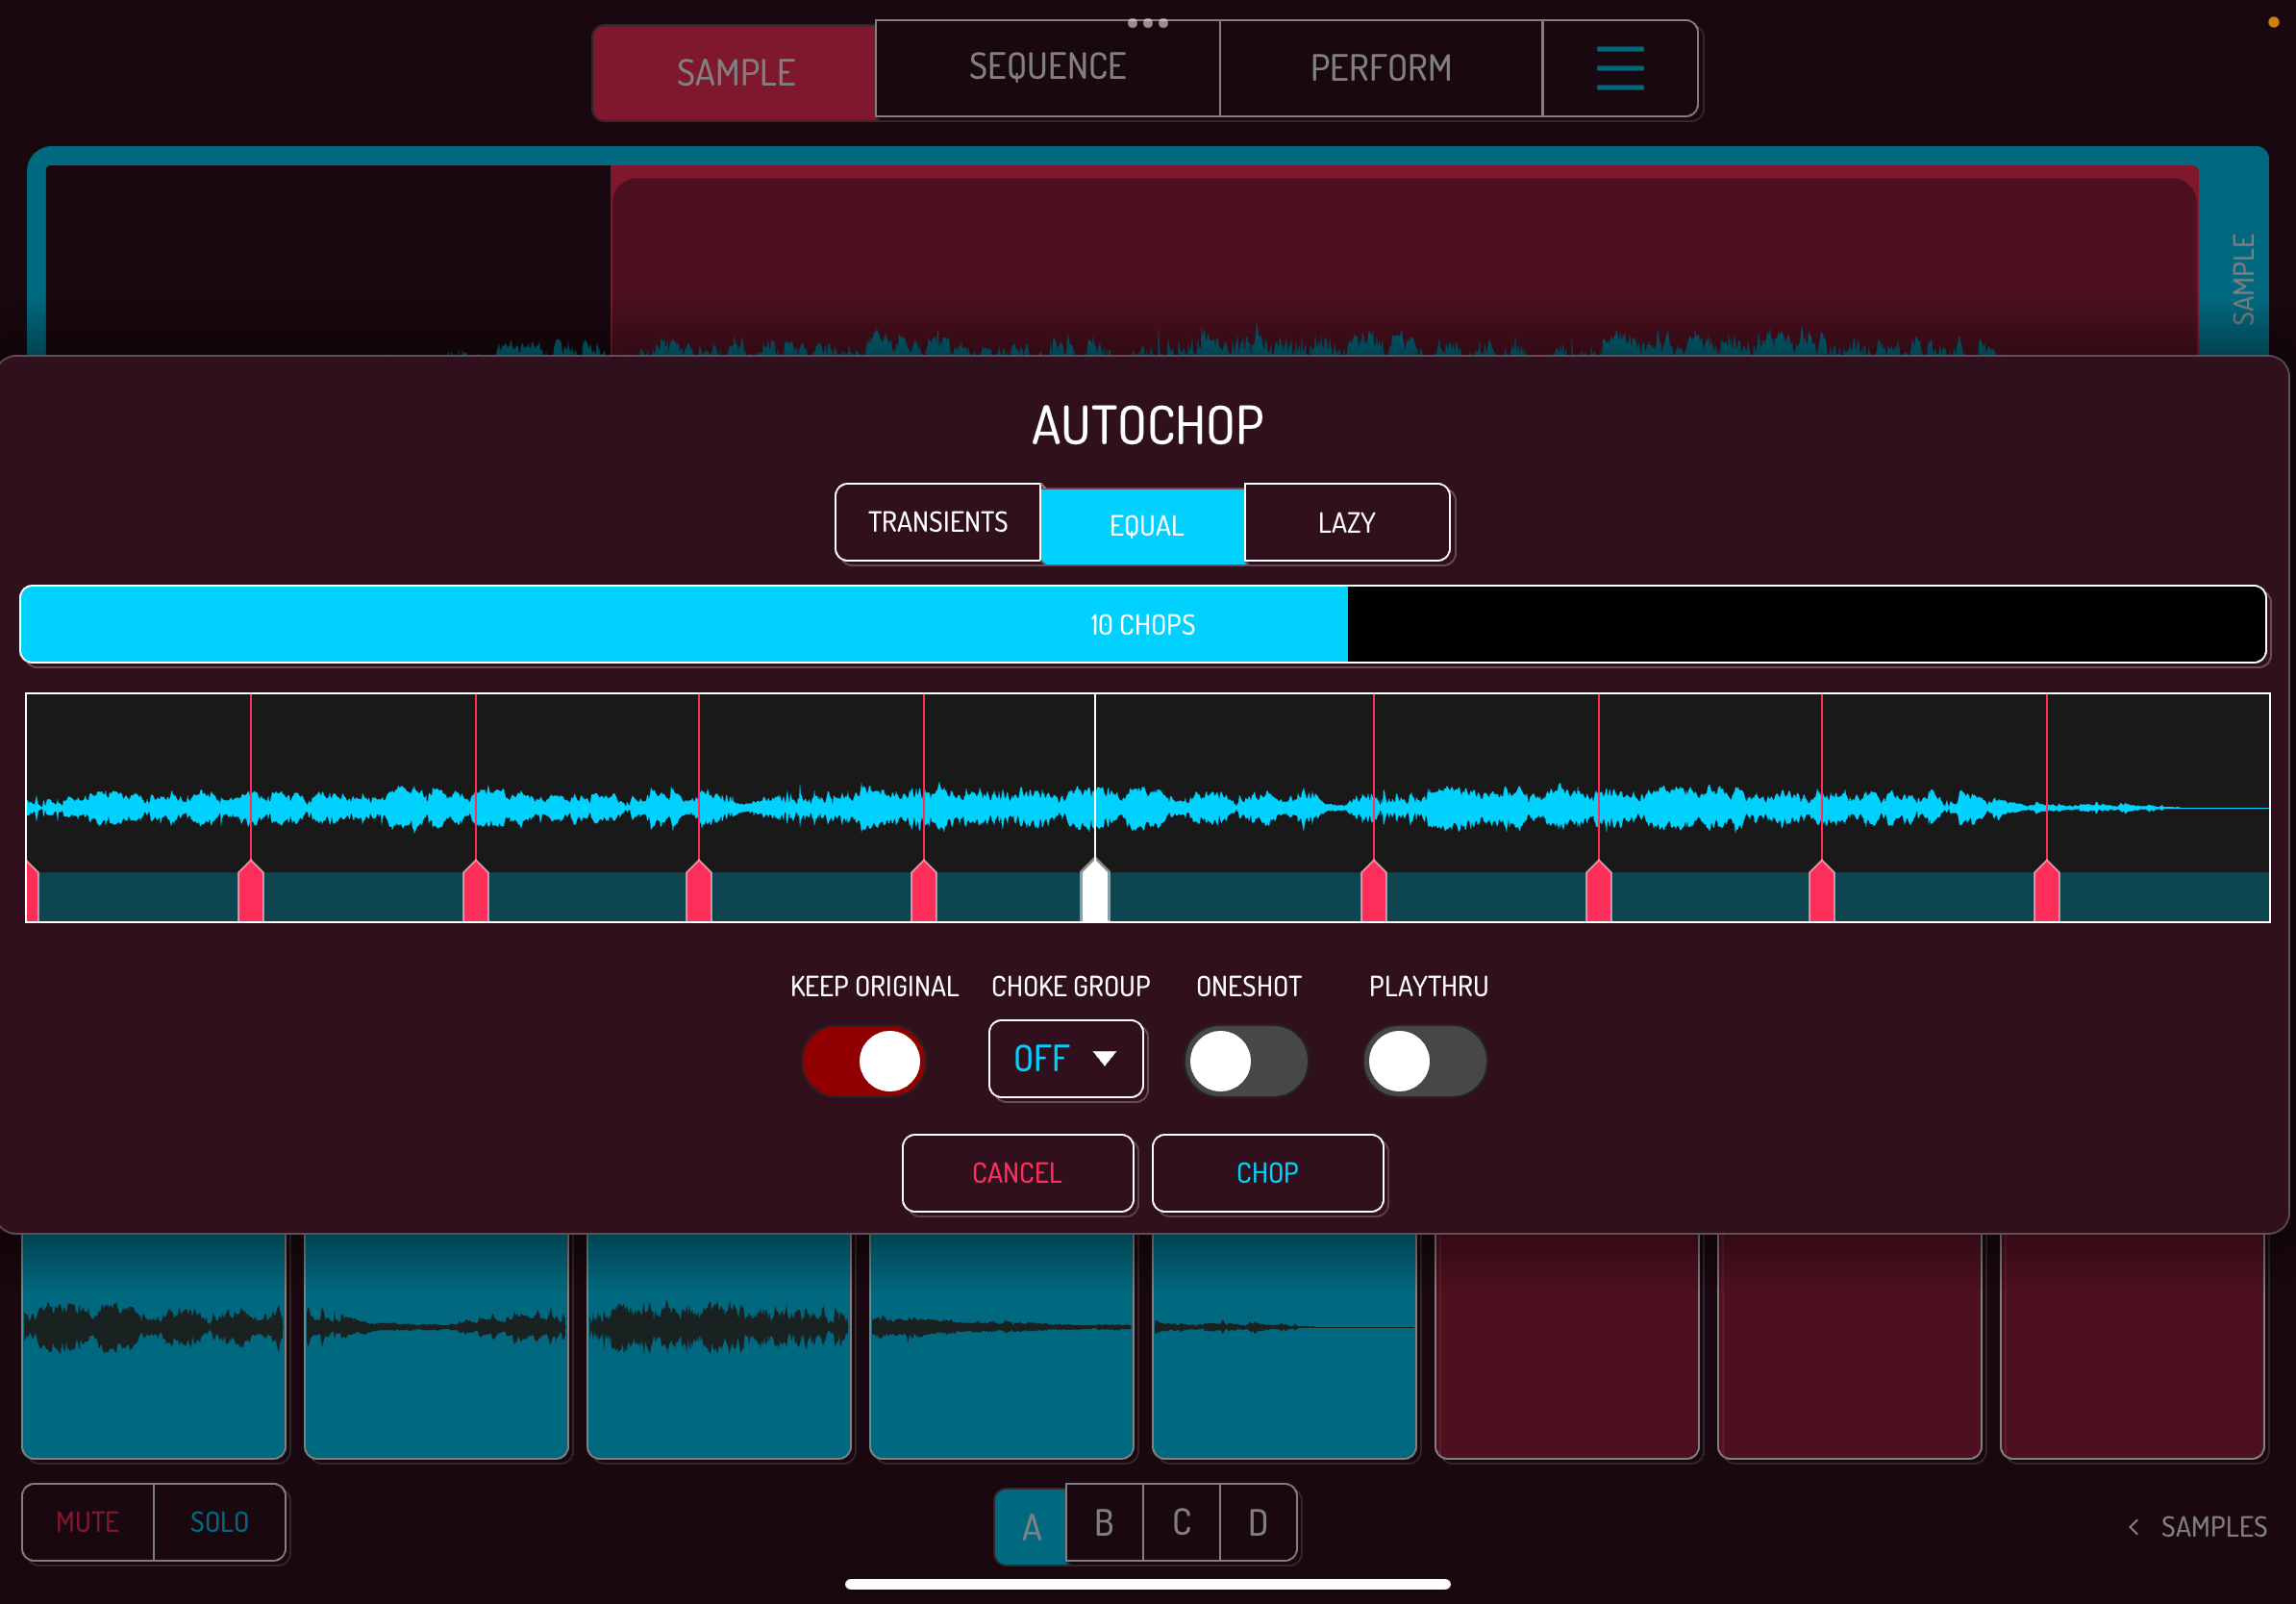 SAMPLE
SEQUENCE
PERFORM
SAMPLE
AUTOCHOP
TRANSIENTS
EQUAL
LAZY
10 CHOPS
KEEP ORIGINAL
CHOKE GROUP
ONESHOT
PLAYTHRU
OFF
CANCEL
CHOP
MUTE
SOLO
A
B
C
D
< SAMPLES